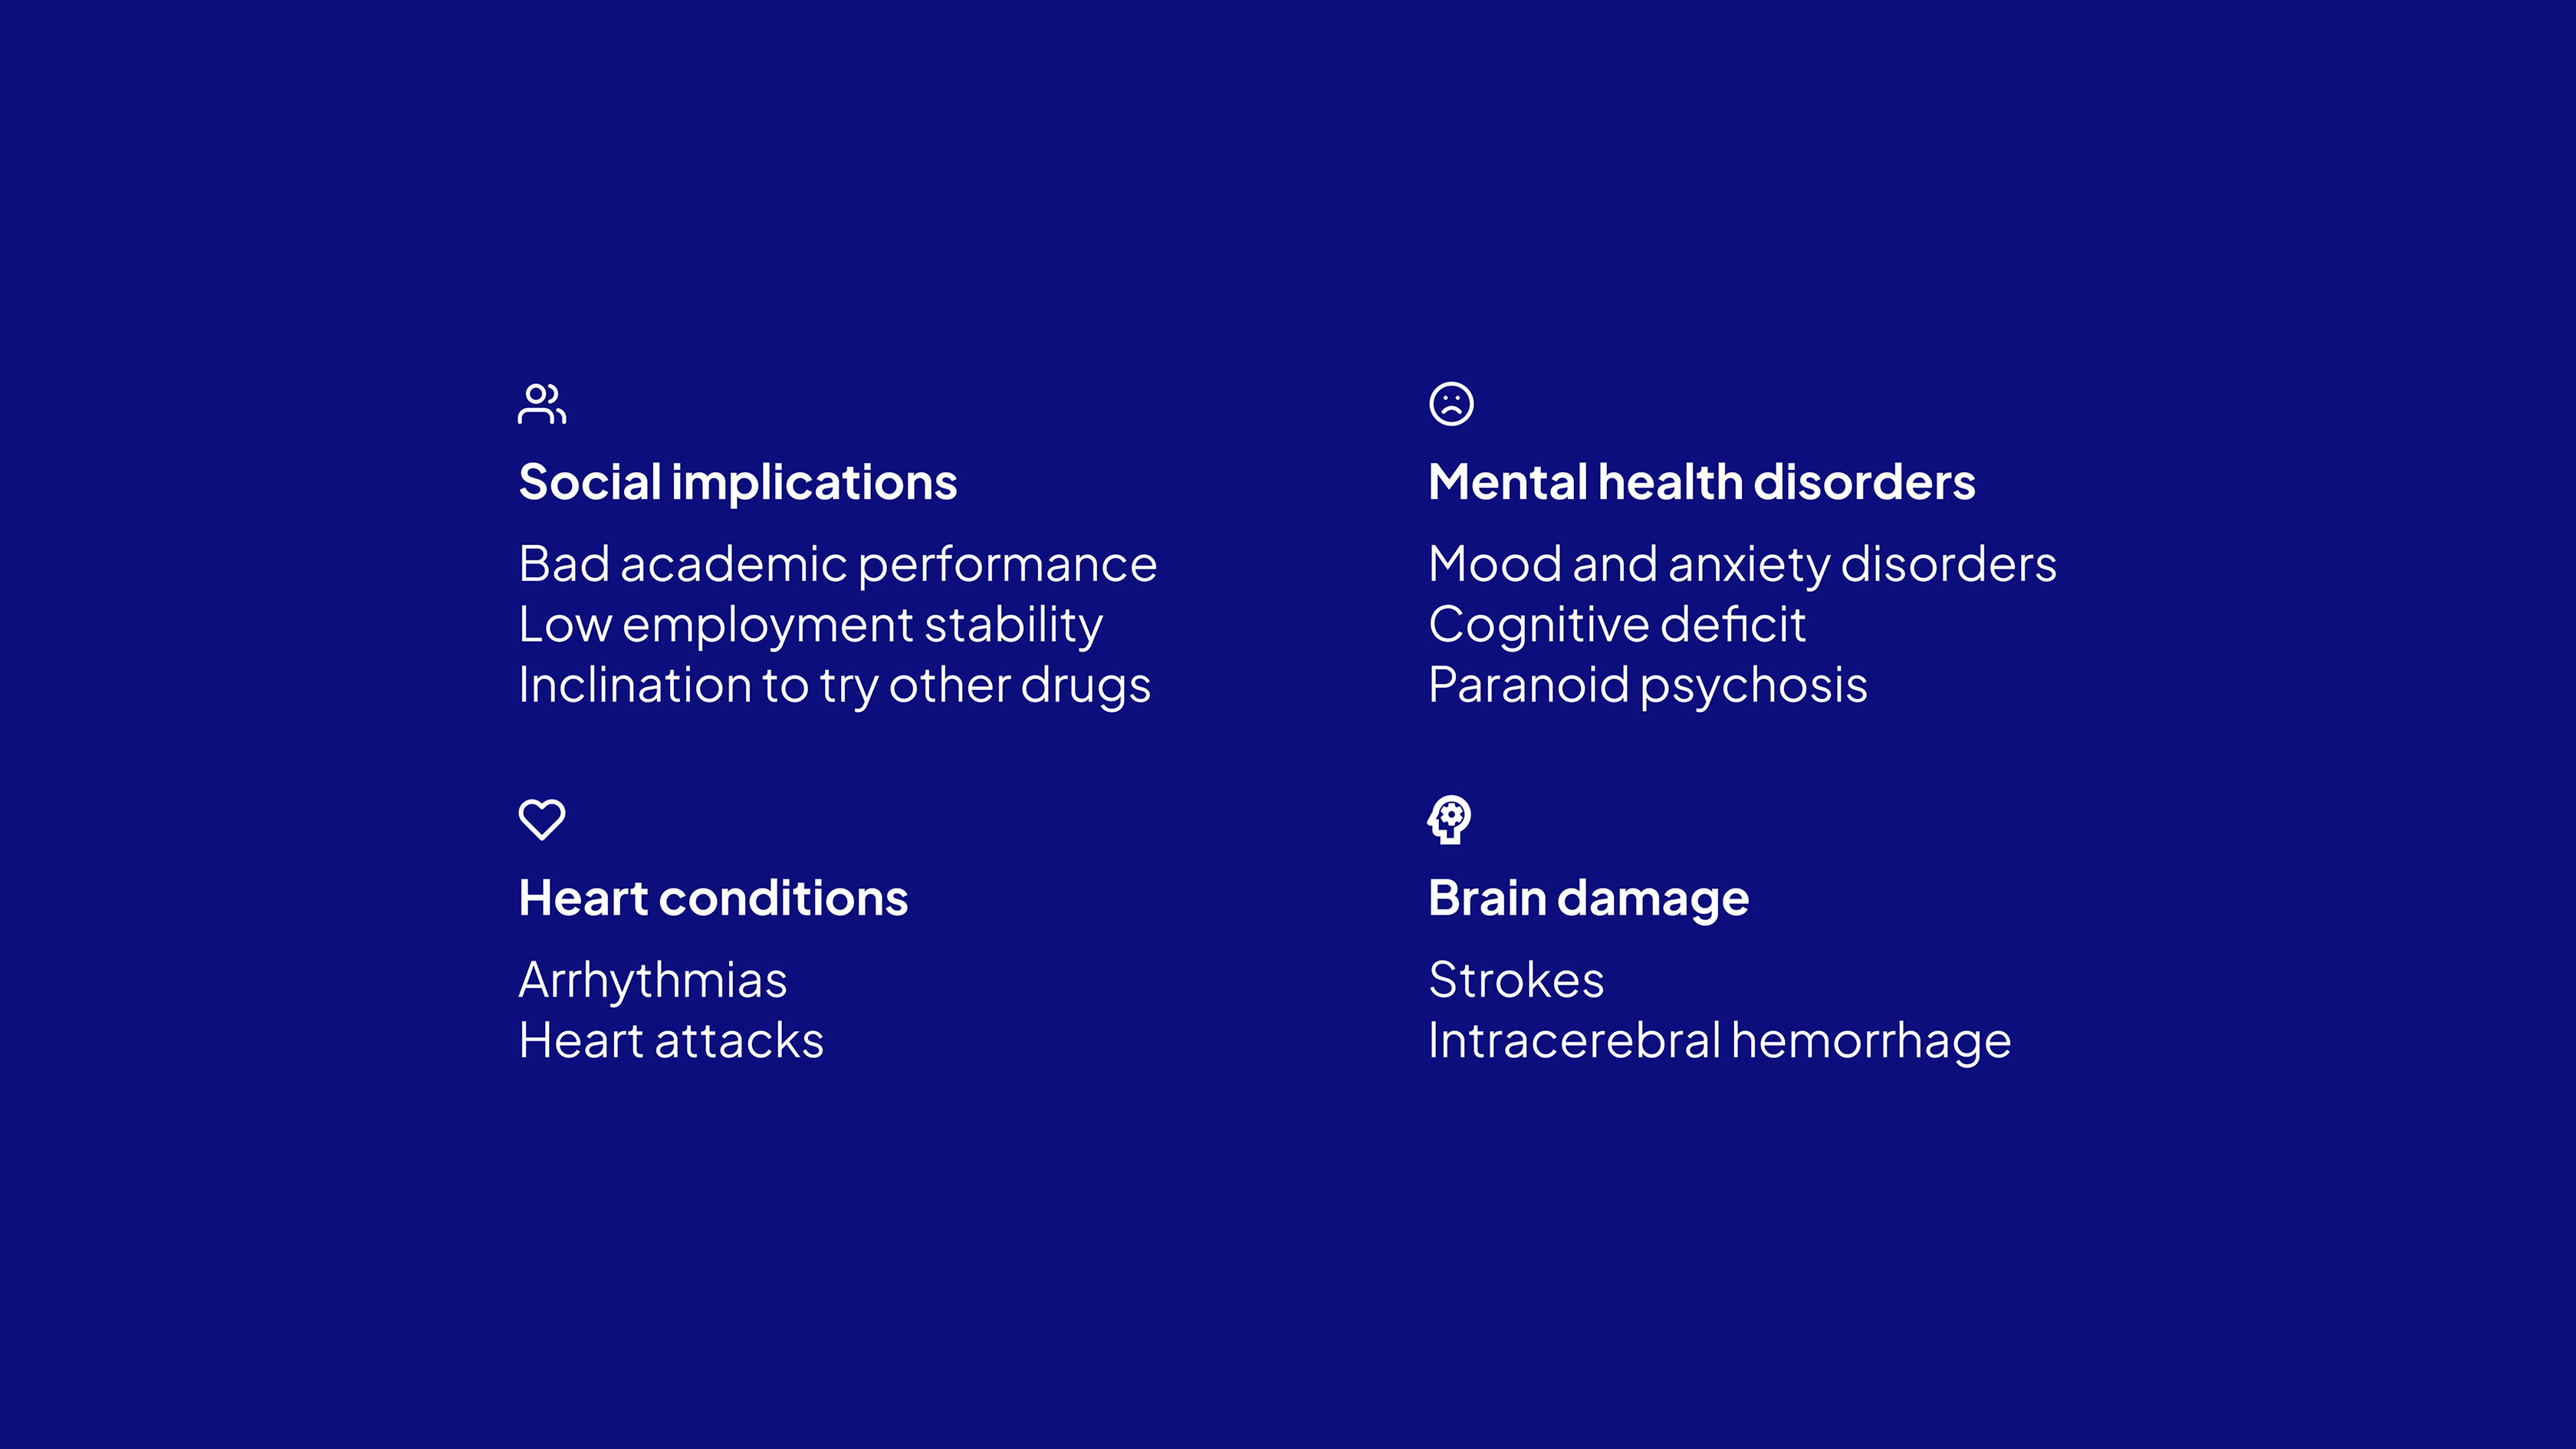 Social implications
Bad academic performance
Low employment stability
Inclination to try other drugs
Mental health disorders
Mood and anxiety disorders
Cognitive deficit
Paranoid psychosis
Heart conditions
Arrhythmias
Heart attacks
Brain damage
Strokes
Intracerebral hemorrhage